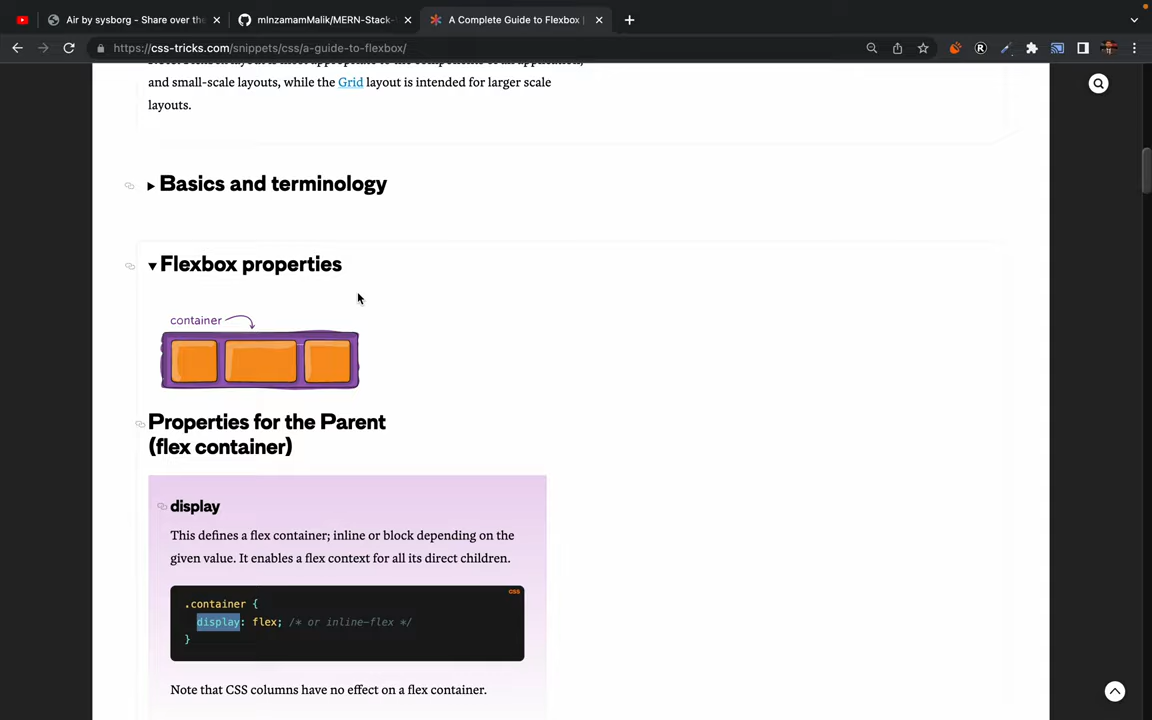 Air by sysborg - Share over the
mInzamamMalik/MERN-Stack-
A Complete Guide to Flexbox |
https://css-tricks.com/snippets/css/a-guide-to-flexbox/
and small-scale layouts, while the Grid layout is intended for larger scale
layouts.
Basics and terminology
Flexbox properties
container
Properties for the Parent
(flex container)
display
This defines a flex container; inline or block depending on the
given value. It enables a flex context for all its direct children.
CSS
.container {
display: flex; /* or inline-flex */
}
Note that CSS columns have no effect on a flex container.